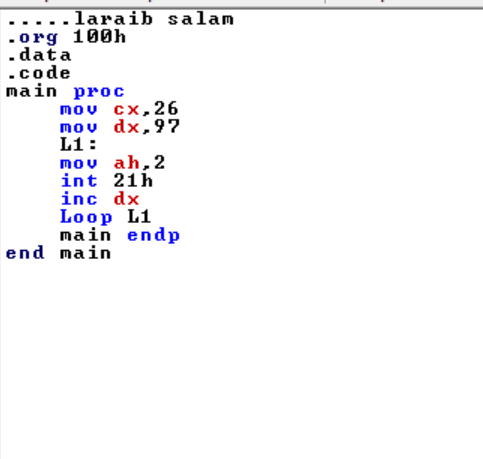 .....laraib salam
.org 100h
.data
.code
main proc
mov cx,26
mov dx,97
L1:
mov ah,2
int 21h
inc dx
Loop L1
main endp
end main